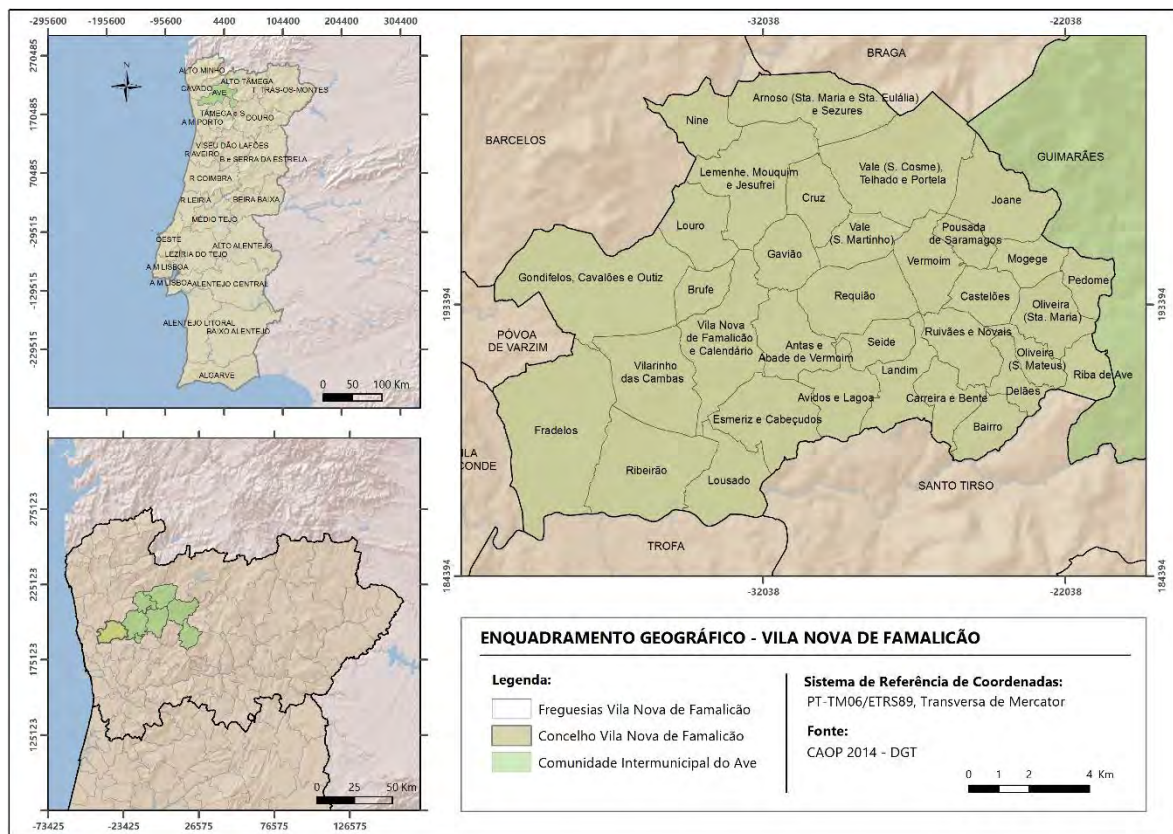 -295600 -195600 -95600 4400 104400 204400 304400
270485
170485
70485
-29515
-129515
-229515
N
ALTO MINHO
ALTO TÂMEGA
CÁVADO
AVE
T TRÁS-OS-MONTES
TÂMEGA e S
DOURO
A M PORTO
VISEU DÃO LAFÕES
R AVEIRO
B e SERRA DA ESTRELA
R COIMBRA
R LEIRIA
BEIRA BAIXA
MÉDIO TEJO
OESTE
ALTO ALENTEJO
LEZÍRIA DO TEJO
A M LISBOA
A M LISBOA
ALENTEJO CENTRAL
ALENTEJO LITORAL
BAIXO ALENTEJO
ALGARVE
0 50 100 Km
275123
225123
175123
125123
0 25 50 Km
-73425 -23425 26575 76575 126575
-32038 -22038
193394
184394
193394
184394
-32038 -22038
BRAGA
BARCELOS
GUIMARÃES
PÓVOA
DE VARZIM
CONDE
TROFA
SANTO TIRSO
Nine
Arnoso (Sta. Maria e Sta. Eulália)
e Sezures
Lemenhe, Mouquim
e Jesufrei
Cruz
Vale (S. Cosme),
Telhado e Portela
Joane
Louro
Gavião
Vale
(S. Martinho)
Pousada
de Saramagos
Vermoim
Mogege
Pedome
Gondifelos, Cavalões e Outiz
Brufe
Requião
Castelões
Oliveira
(Sta. Maria)
Vila Nova
de Famalicão
e Calendário
Antas e
Abade de Vermoim
Seide
Ruivães e Novais
Oliveira
(S. Mateus)
Riba de Ave
Vilarinho
das Cambas
Landim
Delães
Avidos e Lagoa
Carreira e Bente
Bairro
Esmeriz e Cabeçudos
Fradelos
Ribeirão
Lousado
ENQUADRAMENTO GEOGRÁFICO - VILA NOVA DE FAMALICÃO
Legenda:
Freguesias Vila Nova de Famalicão
Concelho Vila Nova de Famalicão
Comunidade Intermunicipal do Ave
Sistema de Referência de Coordenadas:
PT-TM06/ETRS89, Transversa de Mercator
Fonte:
CAOP 2014 - DGT
0 1 2 4 Km